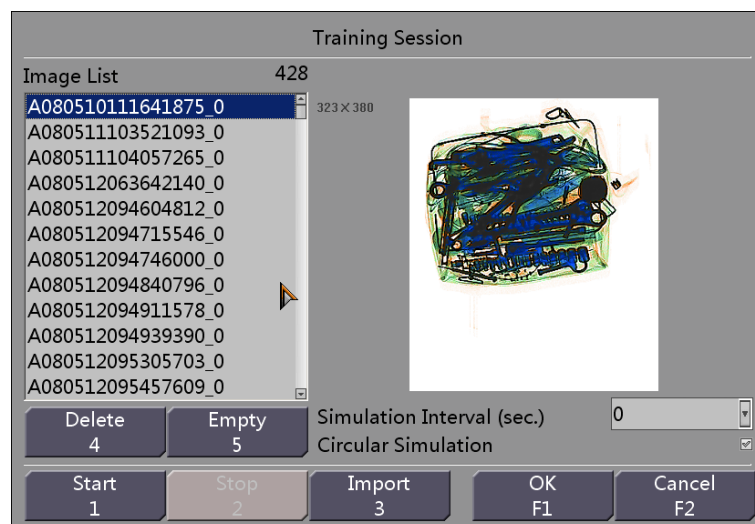 Training Session
Image List 428
A080510111641875_0
A080511103521093_0
A080511104057265_0
A080512063642140_0
A080512094604812_0
A080512094715546_0
A080512094746000_0
A080512094840796_0
A080512094911578_0
A080512094939390_0
A080512095305703_0
A080512095457609_0
323×380
Delete
4
Empty
5
Simulation Interval (sec.) 0
Circular Simulation
Start
1
Stop
2
Import
3
OK
F1
Cancel
F2